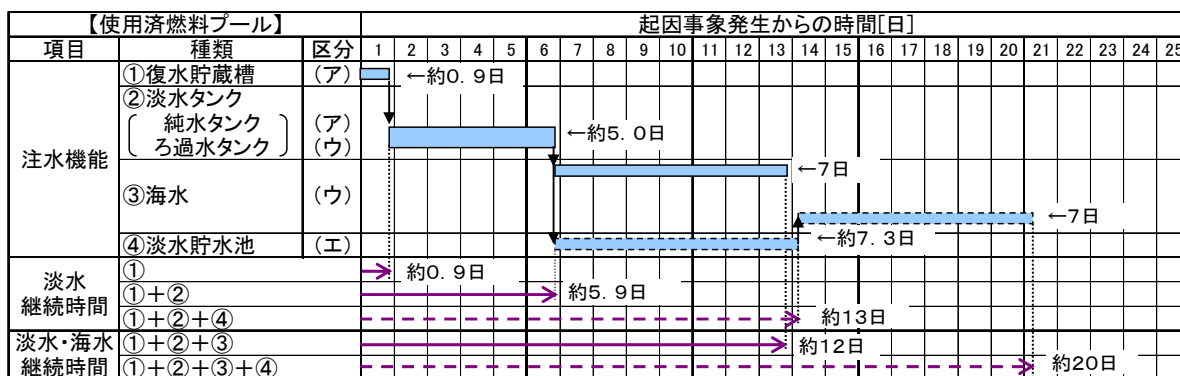 【使用済燃料プール】 起因事象発生からの時間[日]
項目 種類 区分 1 2 3 4 5 6 7 8 9 10 11 12 13 14 15 16 17 18 19 20 21 22 23 24 25
注水機能
①復水貯蔵槽 (ア) ←約0.9日
②淡水タンク
純水タンク (ア) ←約5.0日
ろ過水タンク (ウ)
③海水 (ウ) ←7日
←7日
④淡水貯水池 (エ) ←約7.3日
淡水
継続時間
① 約0.9日
①+② 約5.9日
①+②+④ 約13日
淡水・海水
継続時間
①+②+③ 約12日
①+②+③+④ 約20日